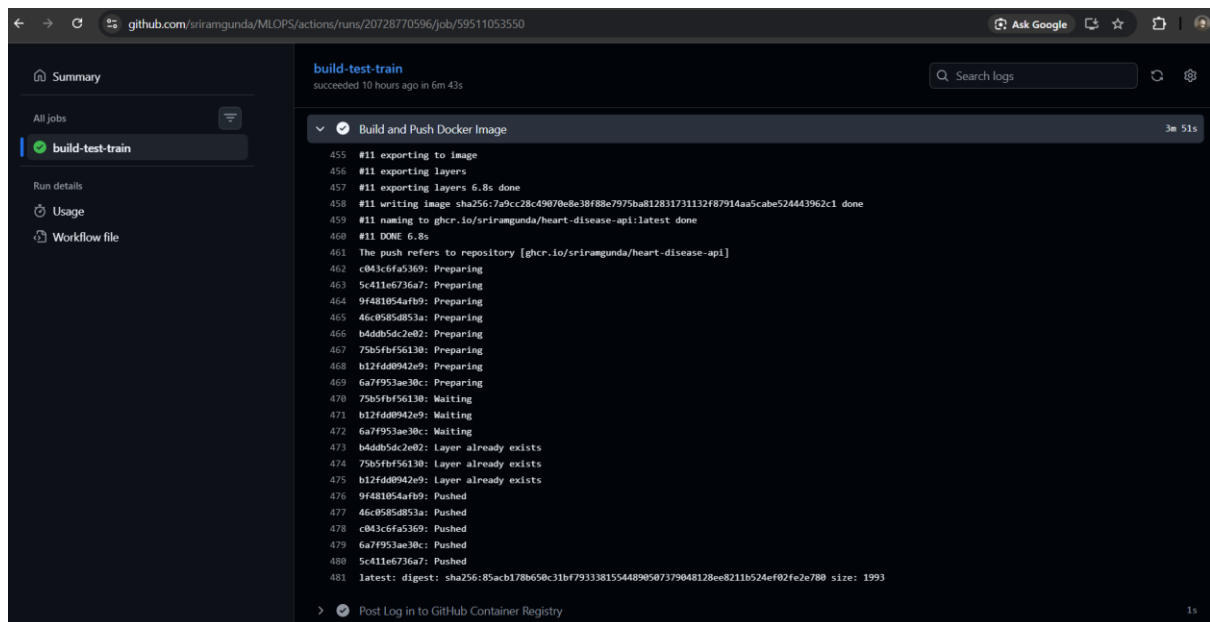 github.com/sriramgunda/MLOPS/actions/runs/20728770596/job/59511053550
Ask Google
Summary
All jobs
build-test-train
Run details
Usage
Workflow file
build-test-train
succeeded 10 hours ago in 6m 43s
Search logs
Build and Push Docker Image 3m 51s
455 #11 exporting to image
456 #11 exporting layers
457 #11 exporting layers 6.8s done
458 #11 writing image sha256:7a9cc28c49070e8e38f88e7975ba812831731132f87914aa5cabe524443962c1 done
459 #11 naming to ghcr.io/sriramgunda/heart-disease-api:latest done
460 #11 DONE 6.8s
461 The push refers to repository [ghcr.io/sriramgunda/heart-disease-api]
462 c043c6fa5369: Preparing
463 5c411e6736a7: Preparing
464 9f481054afb9: Preparing
465 46c0585d853a: Preparing
466 b4ddb5dc2e02: Preparing
467 75b5fbf56130: Preparing
468 b12fdd0942e9: Preparing
469 6a7f953ae30c: Preparing
470 75b5fbf56130: Waiting
471 b12fdd0942e9: Waiting
472 6a7f953ae30c: Waiting
473 b4ddb5dc2e02: Layer already exists
474 75b5fbf56130: Layer already exists
475 b12fdd0942e9: Layer already exists
476 9f481054afb9: Pushed
477 46c0585d853a: Pushed
478 c043c6fa5369: Pushed
479 6a7f953ae30c: Pushed
480 5c411e6736a7: Pushed
481 latest: digest: sha256:85acb178b650c31bf79333815544890507379048128ee8211b524ef02fe2e780 size: 1993
Post Log in to GitHub Container Registry 1s